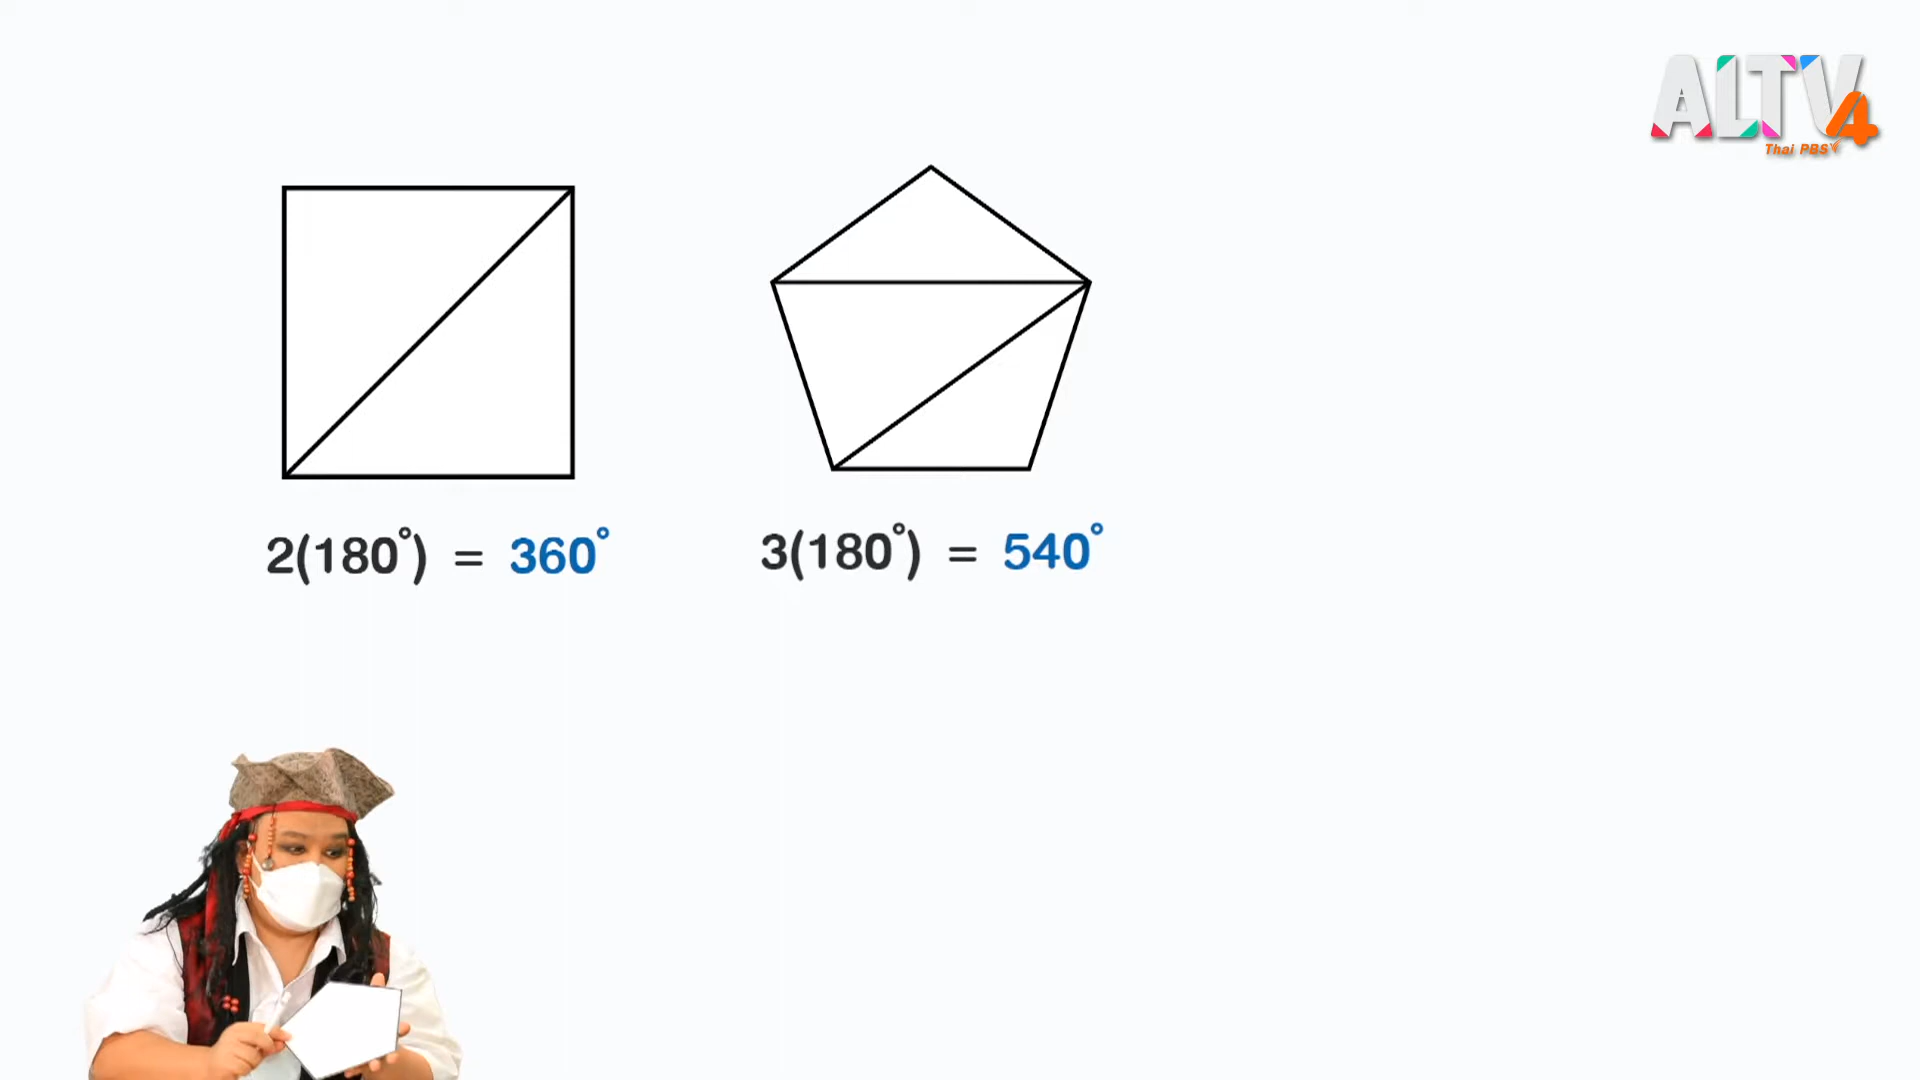 ALTV4
Thai PBS
2(180°) = 360°
3(180°) = 540°